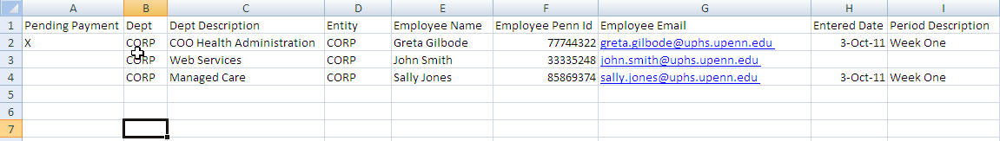 A B C D E F G H I
1 Pending Payment Dept Dept Description Entity Employee Name Employee Penn Id Employee Email Entered Date Period Description
2 X CORP COO Health Administration CORP Greta Gilbode 77744322 greta.gilbode@uphs.upenn.edu 3-Oct-11 Week One
3 CORP Web Services CORP John Smith 33335248 john.smith@uphs.upenn.edu
4 CORP Managed Care CORP Sally Jones 85869374 sally.jones@uphs.upenn.edu 3-Oct-11 Week One
5
6
7